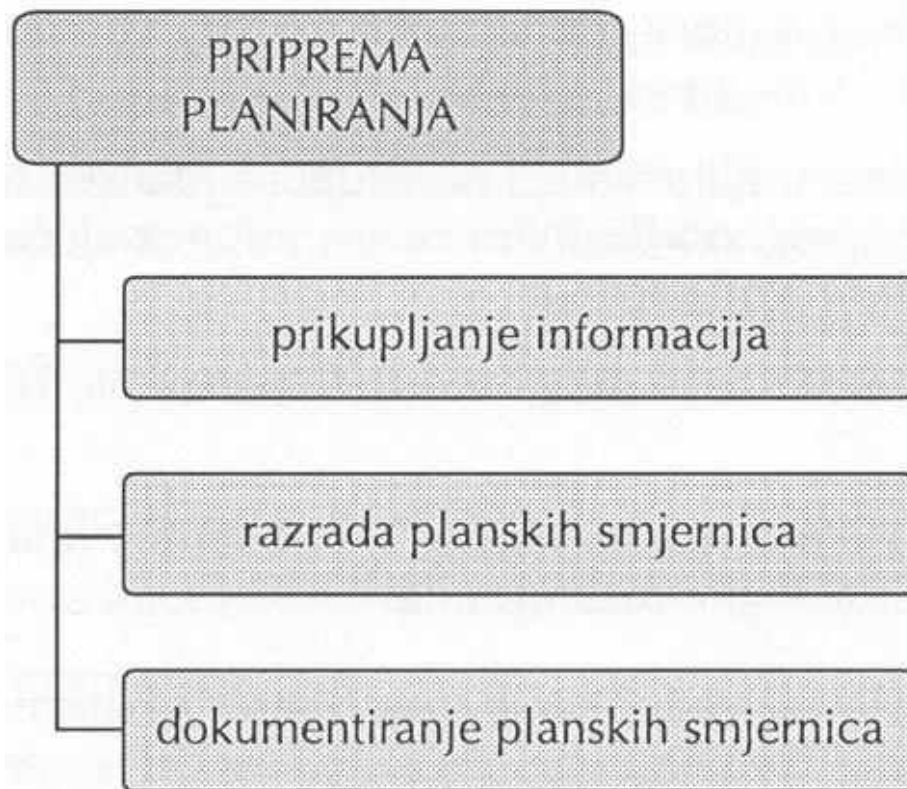 PRIPREMA
PLANIRANJA
prikupljanje informacija
razrada planskih smjernica
dokumentiranje planskih smjernica